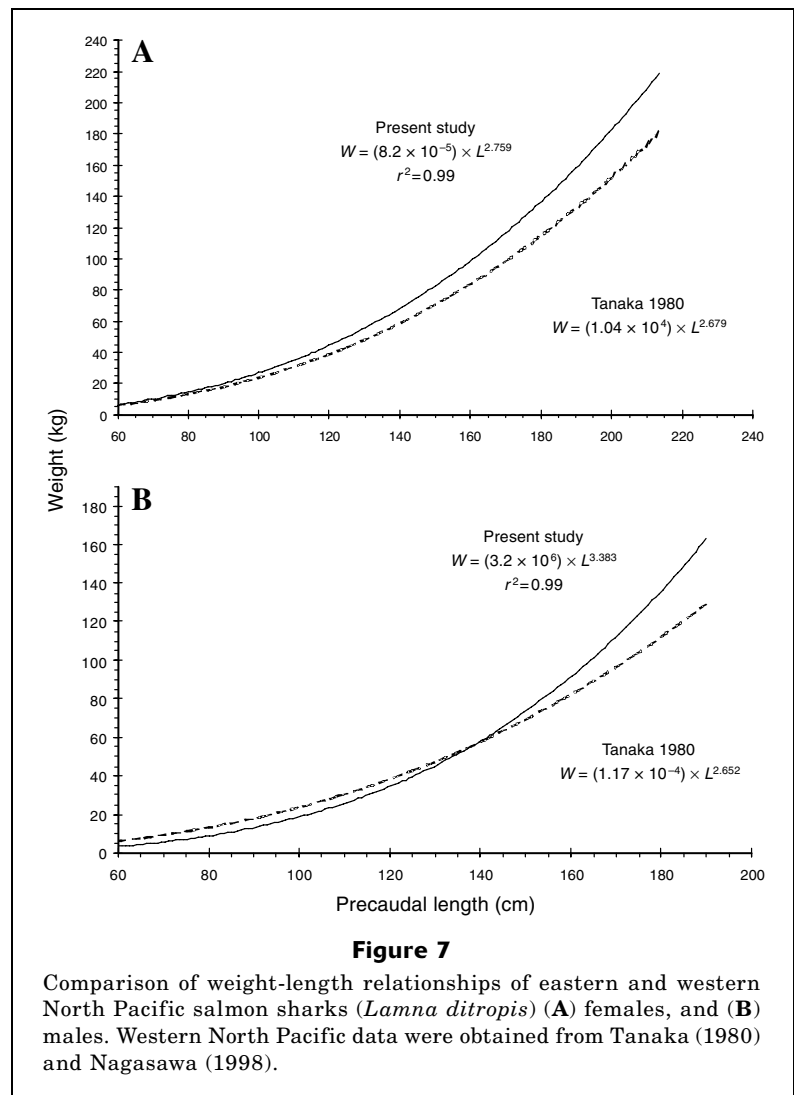 A
240
220
200
180
160
140
120
100
80
60
40
20
0
Present study
W = (8.2 × 10⁻⁵) × L²·⁷⁵⁹
r²=0.99
Tanaka 1980
W = (1.04 × 10⁴) × L²·⁶⁷⁹
60 80 100 120 140 160 180 200 220 240
Weight (kg)
B
180
160
140
120
100
80
60
40
20
0
Present study
W = (3.2 × 10⁶) × L³·³⁸³
r²=0.99
Tanaka 1980
W = (1.17 × 10⁻⁴) × L²·⁶⁵²
60 80 100 120 140 160 180 200
Precaudal length (cm)
Figure 7
Comparison of weight-length relationships of eastern and western
North Pacific salmon sharks (Lamna ditropis) (A) females, and (B)
males. Western North Pacific data were obtained from Tanaka (1980)
and Nagasawa (1998).